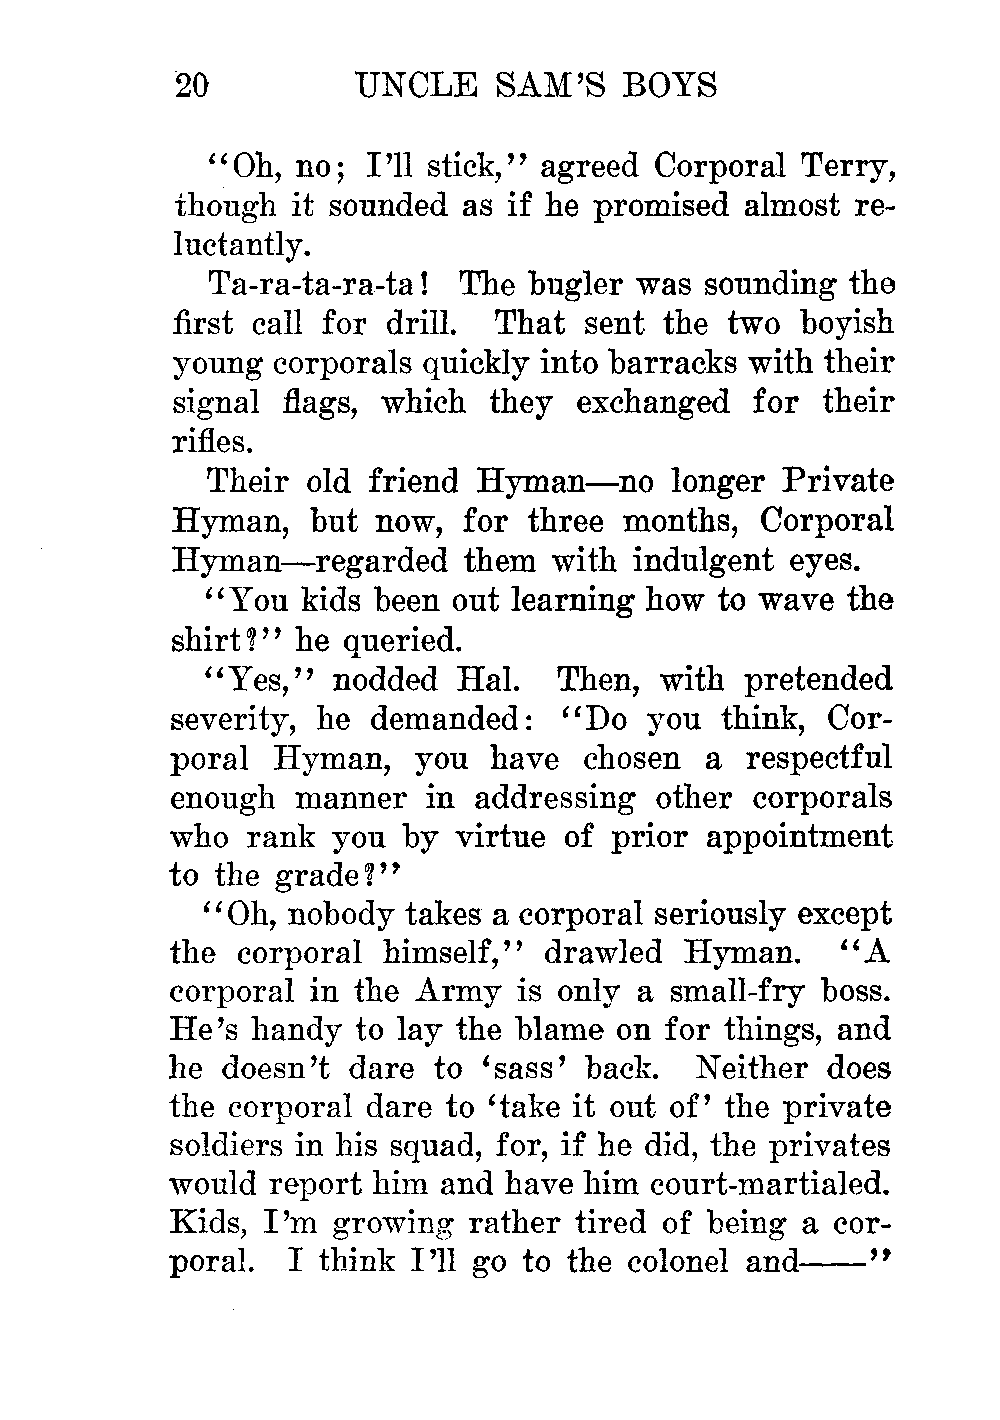 20 UNCLE SAM'S BOYS
"Oh, no; I'll stick," agreed Corporal Terry,
though it sounded as if he promised almost re-
luctantly.
Ta-ra-ta-ra-ta! The bugler was sounding the
first call for drill. That sent the two boyish
young corporals quickly into barracks with their
signal flags, which they exchanged for their
rifles.
Their old friend Hyman—no longer Private
Hyman, but now, for three months, Corporal
Hyman—regarded them with indulgent eyes.
"You kids been out learning how to wave the
shirt?" he queried.
"Yes," nodded Hal. Then, with pretended
severity, he demanded: "Do you think, Cor-
poral Hyman, you have chosen a respectful
enough manner in addressing other corporals
who rank you by virtue of prior appointment
to the grade?"
"Oh, nobody takes a corporal seriously except
the corporal himself," drawled Hyman. "A
corporal in the Army is only a small-fry boss.
He's handy to lay the blame on for things, and
he doesn't dare to 'sass' back. Neither does
the corporal dare to 'take it out of' the private
soldiers in his squad, for, if he did, the privates
would report him and have him court-martialed.
Kids, I'm growing rather tired of being a cor-
poral. I think I'll go to the colonel and——"